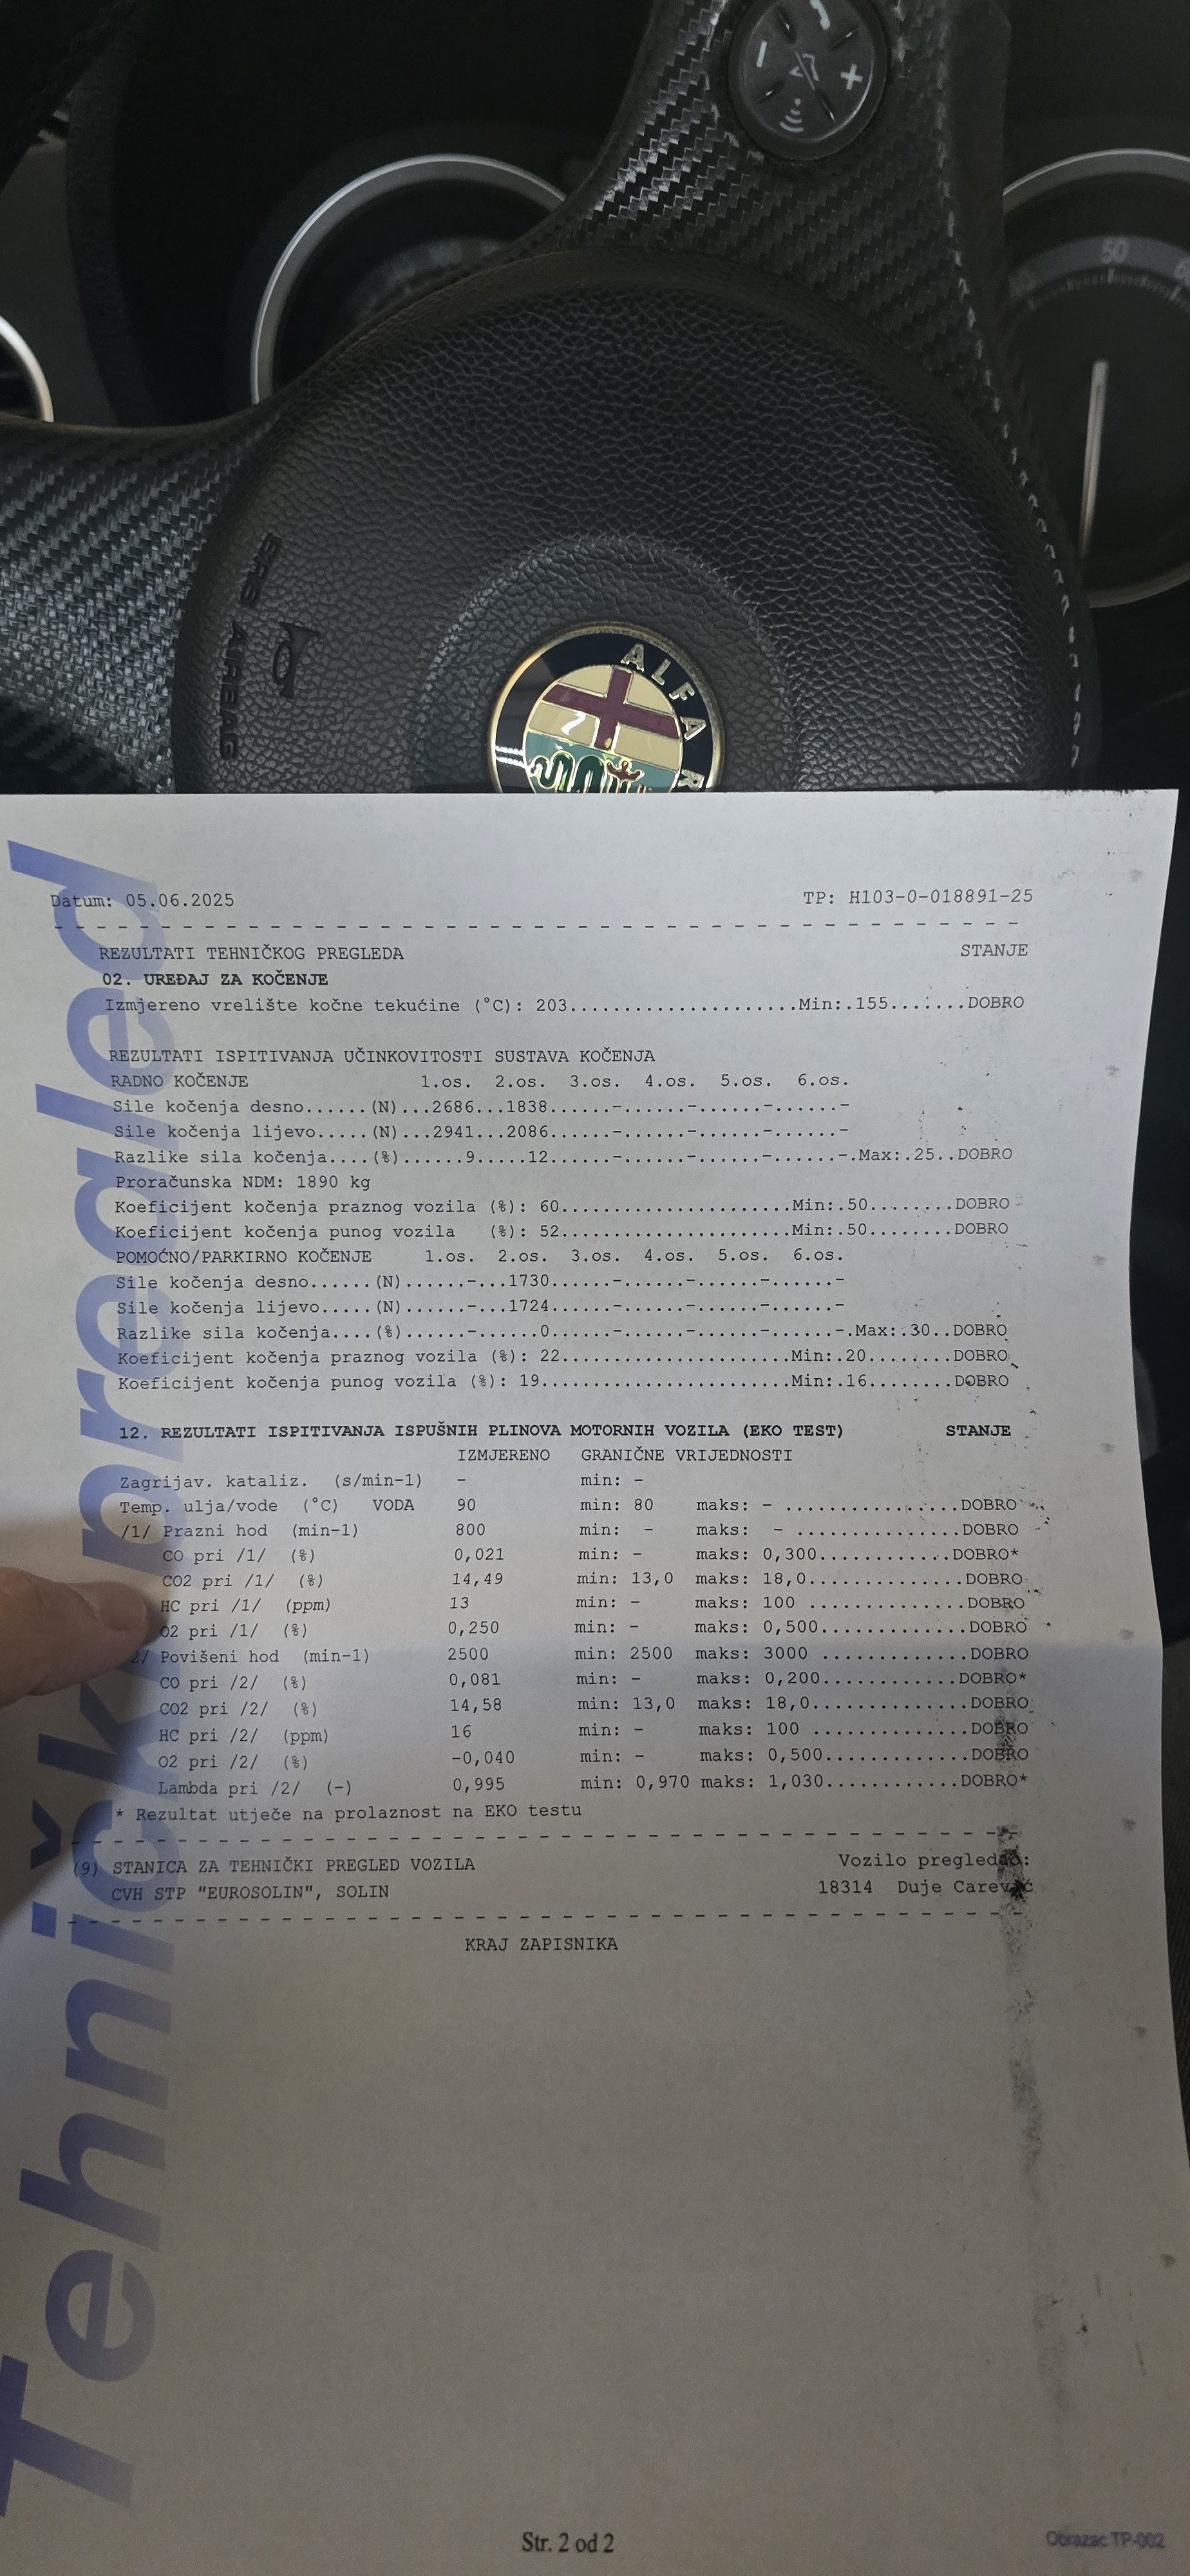 50
SRS AIRBAG
ALFA R
Datum: 05.06.2025 TP: H103-0-018891-25
REZULTATI TEHNIČKOG PREGLEDA STANJE
02. UREĐAJ ZA KOČENJE
Izmjereno vrelište kočne tekućine (°C): 203.....................Min:.155.......DOBRO
REZULTATI ISPITIVANJA UČINKOVITOSTI SUSTAVA KOČENJA
RADNO KOČENJE 1.os. 2.os. 3.os. 4.os. 5.os. 6.os.
Sile kočenja desno......(N)...2686...1838......-......-......-......-
Sile kočenja lijevo.....(N)...2941...2086......-......-......-......-
Razlike sila kočenja....(%)......9.....12......-......-......-......-.Max:.25..DOBRO
Proračunska NDM: 1890 kg
Koeficijent kočenja praznog vozila (%): 60.....................Min:.50........DOBRO
Koeficijent kočenja punog vozila (%): 52.....................Min:.50........DOBRO
POMOĆNO/PARKIRNO KOČENJE 1.os. 2.os. 3.os. 4.os. 5.os. 6.os.
Sile kočenja desno......(N)......-...1730......-......-......-......-
Sile kočenja lijevo.....(N)......-...1724......-......-......-......-
Razlike sila kočenja....(%)......-......0......-......-......-......-.Max:.30..DOBRO
Koeficijent kočenja praznog vozila (%): 22.....................Min:.20........DOBRO
Koeficijent kočenja punog vozila (%): 19.......................Min:.16........DOBRO
12. REZULTATI ISPITIVANJA ISPUŠNIH PLINOVA MOTORNIH VOZILA (EKO TEST) STANJE
IZMJERENO GRANIČNE VRIJEDNOSTI
Zagrijav. kataliz. (s/min-1) - min: -
Temp. ulja/vode (°C) VODA 90 min: 80 maks: - ................DOBRO
/1/ Prazni hod (min-1) 800 min: - maks: - ...............DOBRO
CO pri /1/ (%) 0,021 min: - maks: 0,300............DOBRO*
CO2 pri /1/ (%) 14,49 min: 13,0 maks: 18,0..............DOBRO
HC pri /1/ (ppm) 13 min: - maks: 100 ..............DOBRO
O2 pri /1/ (%) 0,250 min: - maks: 0,500.............DOBRO
2/ Povišeni hod (min-1) 2500 min: 2500 maks: 3000 .............DOBRO
CO pri /2/ (%) 0,081 min: - maks: 0,200............DOBRO*
CO2 pri /2/ (%) 14,58 min: 13,0 maks: 18,0..............DOBRO
HC pri /2/ (ppm) 16 min: - maks: 100 ..............DOBRO
O2 pri /2/ (%) -0,040 min: - maks: 0,500............DOBRO
Lambda pri /2/ (-) 0,995 min: 0,970 maks: 1,030............DOBRO*
* Rezultat utječe na prolaznost na EKO testu
(9) STANICA ZA TEHNIČKI PREGLED VOZILA Vozilo pregledao:
CVH STP "EUROSOLIN", SOLIN 18314 Duje Carević
KRAJ ZAPISNIKA
Tehnički pregled
Str. 2 od 2 Obrazac TP-002